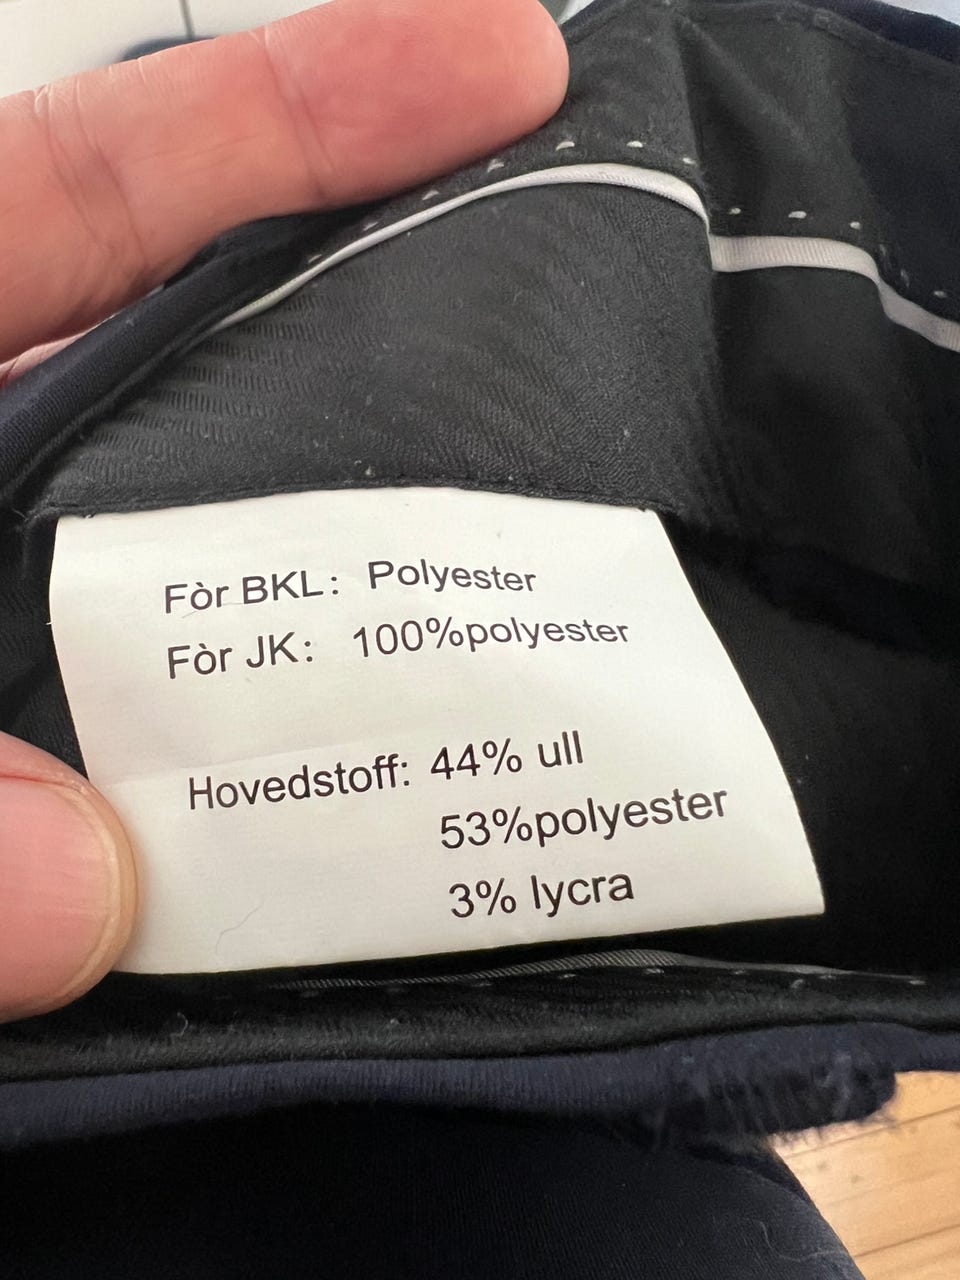 Fòr BKL: Polyester
Fòr JK: 100%polyester
Hovedstoff: 44% ull
53%polyester
3% lycra